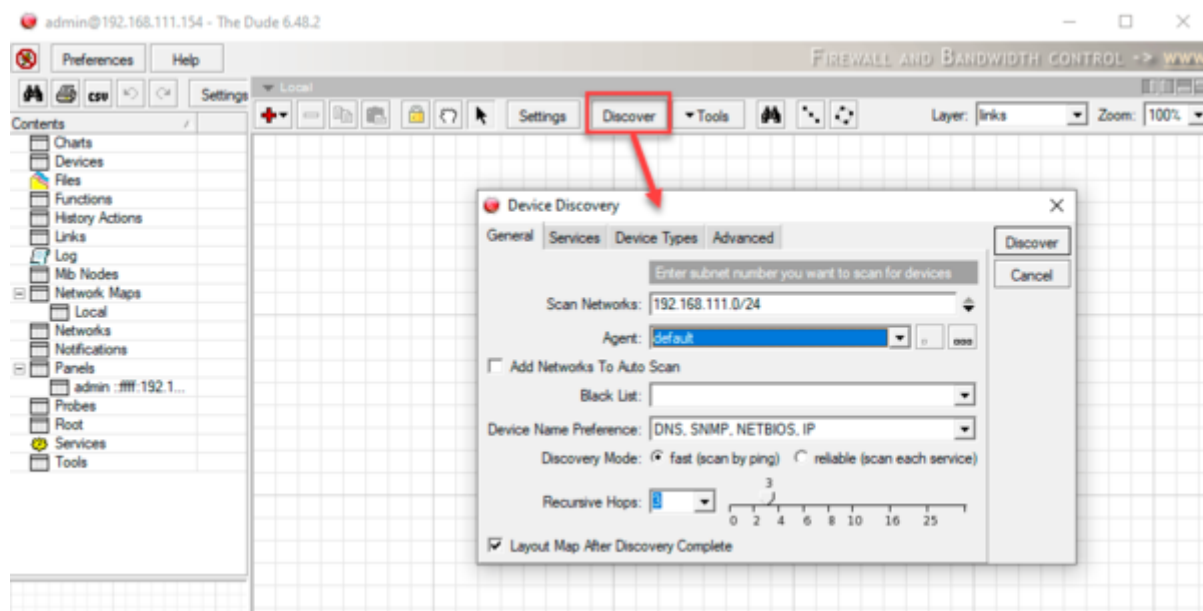 admin@192.168.111.154 - The Dude 6.48.2
Preferences Help
FIREWALL AND BANDWIDTH CONTROL -> WWW
csv Settings
Local
Settings Discover Tools Layer: links Zoom: 100%
Contents
Charts
Devices
Files
Functions
History Actions
Links
Log
Mib Nodes
Network Maps
Local
Networks
Notifications
Panels
admin ::ffff:192.1...
Probes
Root
Services
Tools
Device Discovery
General Services Device Types Advanced
Discover
Cancel
Enter subnet number you want to scan for devices
Scan Networks: 192.168.111.0/24
Agent: default
Add Networks To Auto Scan
Black List:
Device Name Preference: DNS, SNMP, NETBIOS, IP
Discovery Mode: fast (scan by ping) reliable (scan each service)
3
Recursive Hops: 3
0 2 4 6 8 10 16 25
Layout Map After Discovery Complete